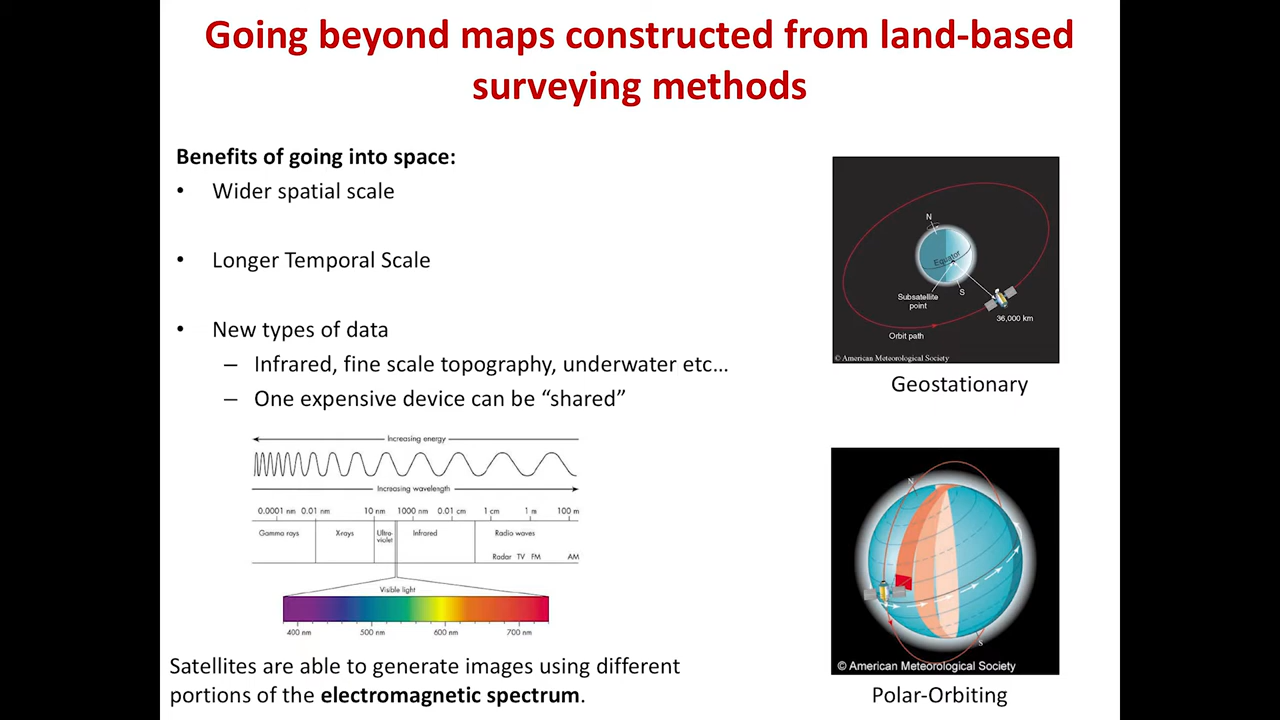 Going beyond maps constructed from land-based
surveying methods
Benefits of going into space:
• Wider spatial scale
• Longer Temporal Scale
• New types of data
– Infrared, fine scale topography, underwater etc...
– One expensive device can be “shared”
Increasing energy
Increasing wavelength
0.0001 nm 0.01 nm 10 nm 1000 nm 0.01 cm 1 cm 1 m 100 m
Gamma rays X-rays Ultra-
violet Infrared Radio waves
Radar TV FM AM
Visible light
400 nm 500 nm 600 nm 700 nm
Satellites are able to generate images using different
portions of the electromagnetic spectrum.
N
Equator
S
Subsatellite
point
36,000 km
Orbit path
© American Meteorological Society
Geostationary
N
S
© American Meteorological Society
Polar-Orbiting